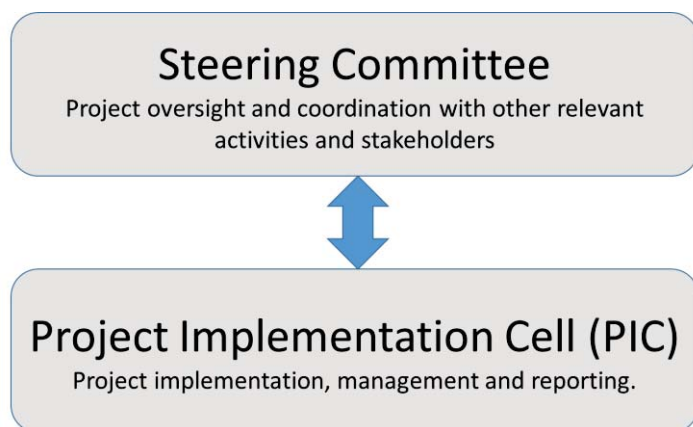 Steering Committee
Project oversight and coordination with other relevant
activities and stakeholders
Project Implementation Cell (PIC)
Project implementation, management and reporting.